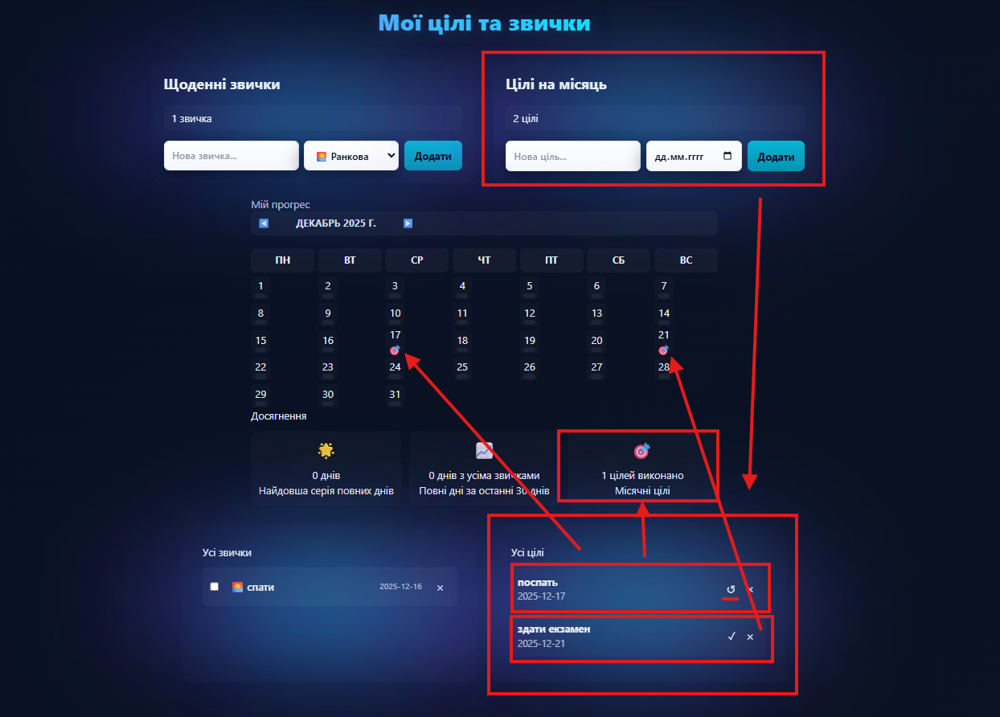 Мої цілі та звички
Щоденні звички
1 звичка
Нова звичка...
Ранкова
Додати
Цілі на місяць
2 цілі
Нова ціль...
дд.мм.гггг
Додати
Мій прогрес
ДЕКАБРЬ 2025 Г.
ПН ВТ СР ЧТ ПТ СБ ВС
1 2 3 4 5 6 7
8 9 10 11 12 13 14
15 16 17 18 19 20 21
22 23 24 25 26 27 28
29 30 31
Досягнення
0 днів
Найдовша серія повних днів
0 днів з усіма звичками
Повні дні за останні 30 днів
1 цілей виконано
Місячні цілі
Усі звички
спати
2025-12-16
×
Усі цілі
поспать
2025-12-17
↺ ×
здати екзамен
2025-12-21
✓ ×